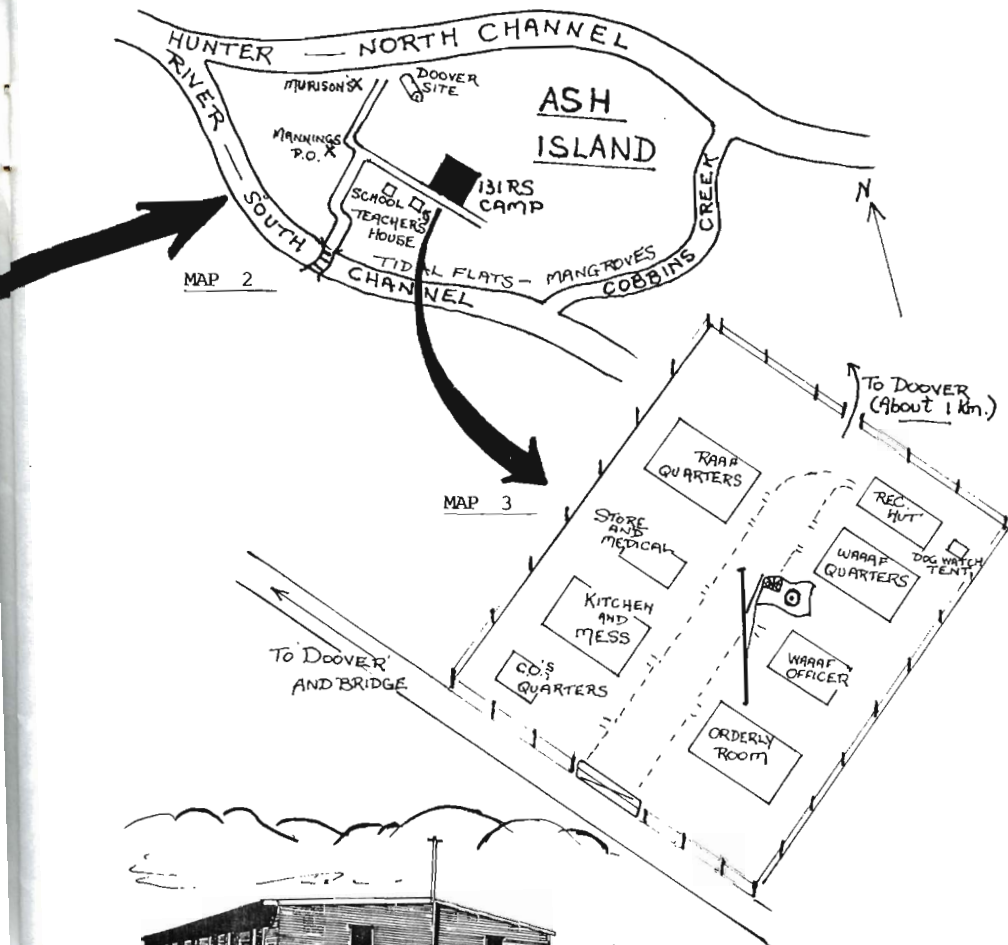 HUNTER — NORTH CHANNEL
RIVER — SOUTH CHANNEL
MURISON'S X
DOOVER
SITE
ASH
ISLAND
MANNINGS
P.O. X
131 RS
CAMP
SCHOOL
TEACHERS
HOUSE
TIDAL FLATS — MANGROVES
COBBINS CREEK
N
MAP 2
TO DOOVER
(About 1 Km.)
MAP 3
RAAF
QUARTERS
REC.
HUT
STORE
AND
MEDICAL
WAAAF
QUARTERS
DOG WATCH
TENT
KITCHEN
AND
MESS
WAAAF
OFFICER
C.O.'S
QUARTERS
ORDERLY
ROOM
TO 'DOOVER'
AND BRIDGE